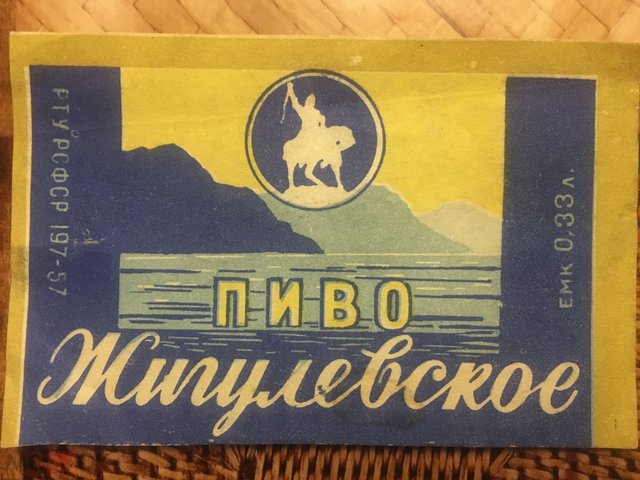 РТУ РСФСР 197-57
ПИВО
Жигулевское
ЕМК 0,33 л.